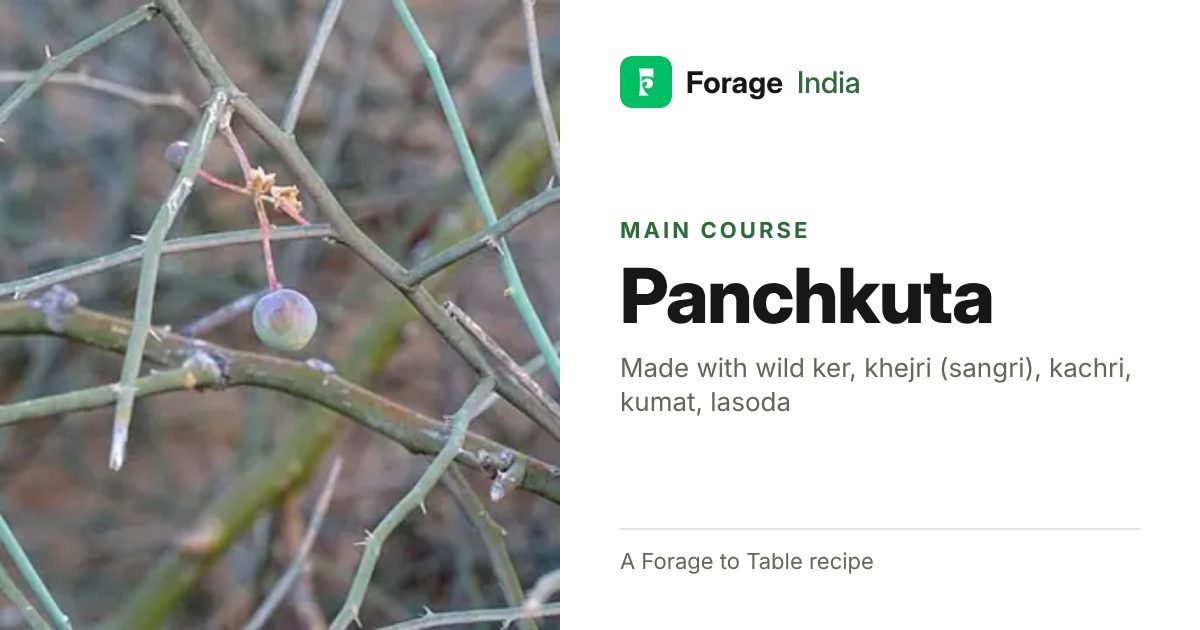 Forage India
MAIN COURSE
Panchkuta
Made with wild ker, khejri (sangri), kachri,
kumat, lasoda
A Forage to Table recipe